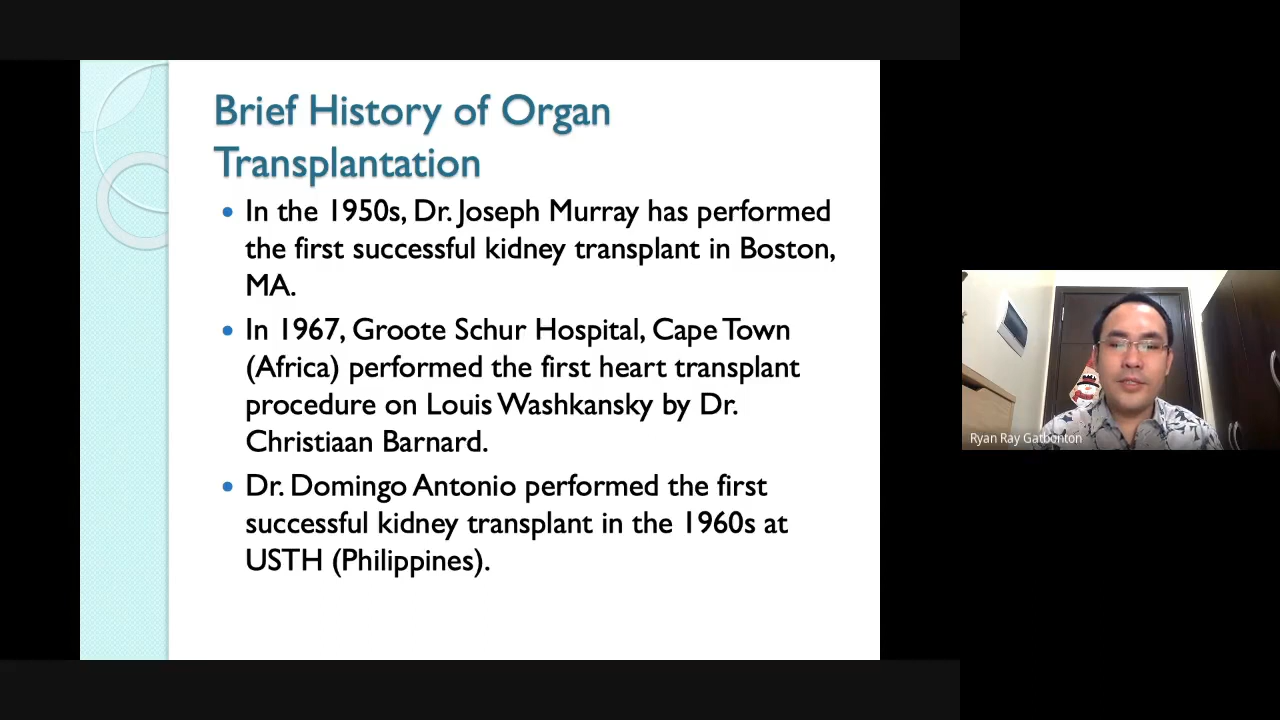 Brief History of Organ
Transplantation
• In the 1950s, Dr. Joseph Murray has performed
the first successful kidney transplant in Boston,
MA.
• In 1967, Groote Schur Hospital, Cape Town
(Africa) performed the first heart transplant
procedure on Louis Washkansky by Dr.
Christiaan Barnard.
• Dr. Domingo Antonio performed the first
successful kidney transplant in the 1960s at
USTH (Philippines).
Ryan Ray Gatbonton